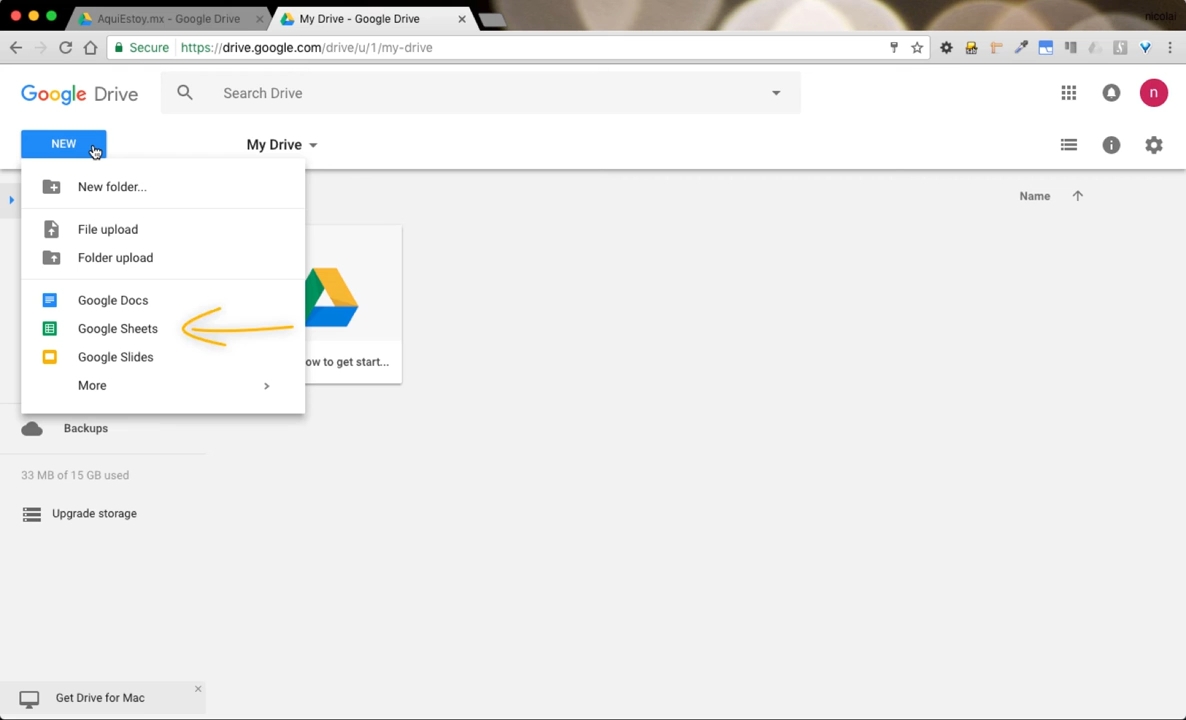 AquiEstoy.mx - Google Drive
My Drive - Google Drive
nicolai
Secure
https://drive.google.com/drive/u/1/my-drive
Google Drive
Search Drive
n
NEW
My Drive
New folder...
Name
File upload
Folder upload
Google Docs
Google Sheets
Google Slides
ow to get start...
More
Backups
33 MB of 15 GB used
Upgrade storage
Get Drive for Mac